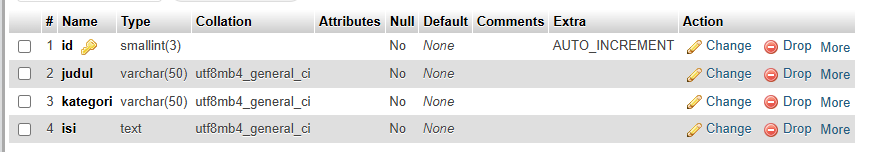 # Name Type Collation Attributes Null Default Comments Extra Action
1 id smallint(3) No None AUTO_INCREMENT Change Drop More
2 judul varchar(50) utf8mb4_general_ci No None Change Drop More
3 kategori varchar(50) utf8mb4_general_ci No None Change Drop More
4 isi text utf8mb4_general_ci No None Change Drop More